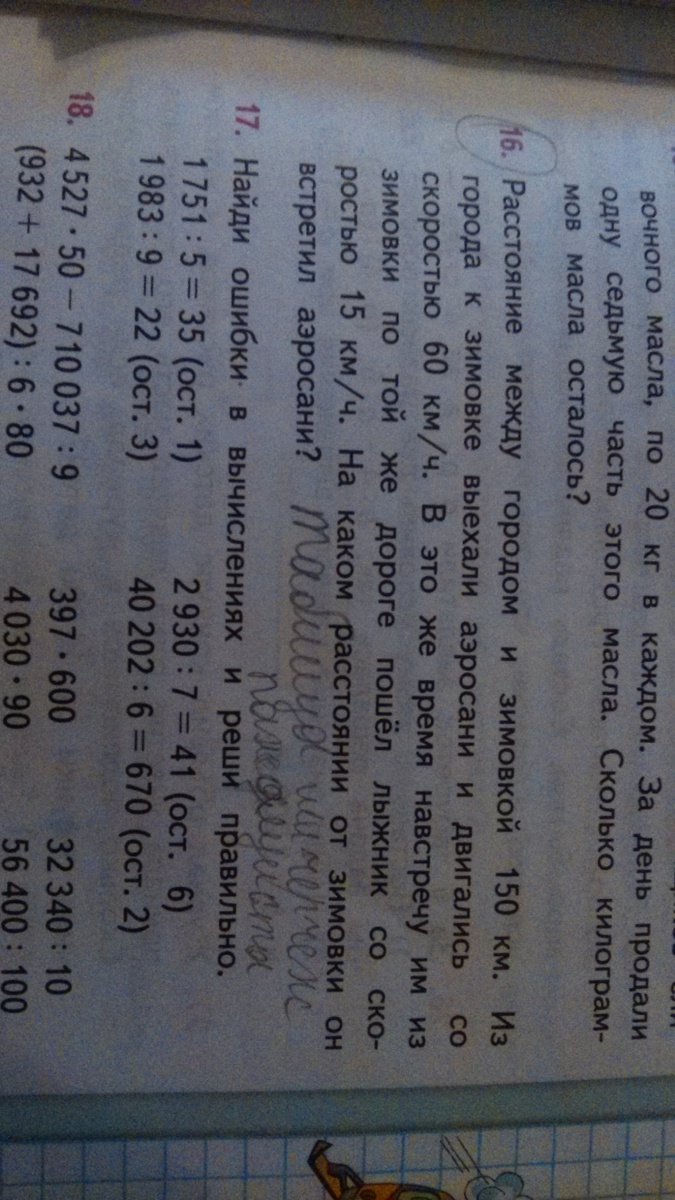 вочного масла, по 20 кг в каждом. За день продали
одну седьмую часть этого масла. Сколько килограм-
мов масла осталось?
16. Расстояние между городом и зимовкой 150 км. Из
города к зимовке выехали аэросани и двигались со
скоростью 60 км/ч. В это же время навстречу им из
зимовки по той же дороге пошёл лыжник со ско-
ростью 15 км/ч. На каком расстоянии от зимовки он
встретил аэросани?
17. Найди ошибки в вычислениях и реши правильно.
1 751 : 5 = 35 (ост. 1) 2 930 : 7 = 41 (ост. 6)
1 983 : 9 = 22 (ост. 3) 40 202 : 6 = 670 (ост. 2)
18. 4 527 · 50 – 710 037 : 9 397 · 600 32 340 : 10
(932 + 17 692) : 6 · 80 4 030 · 90 56 400 : 100